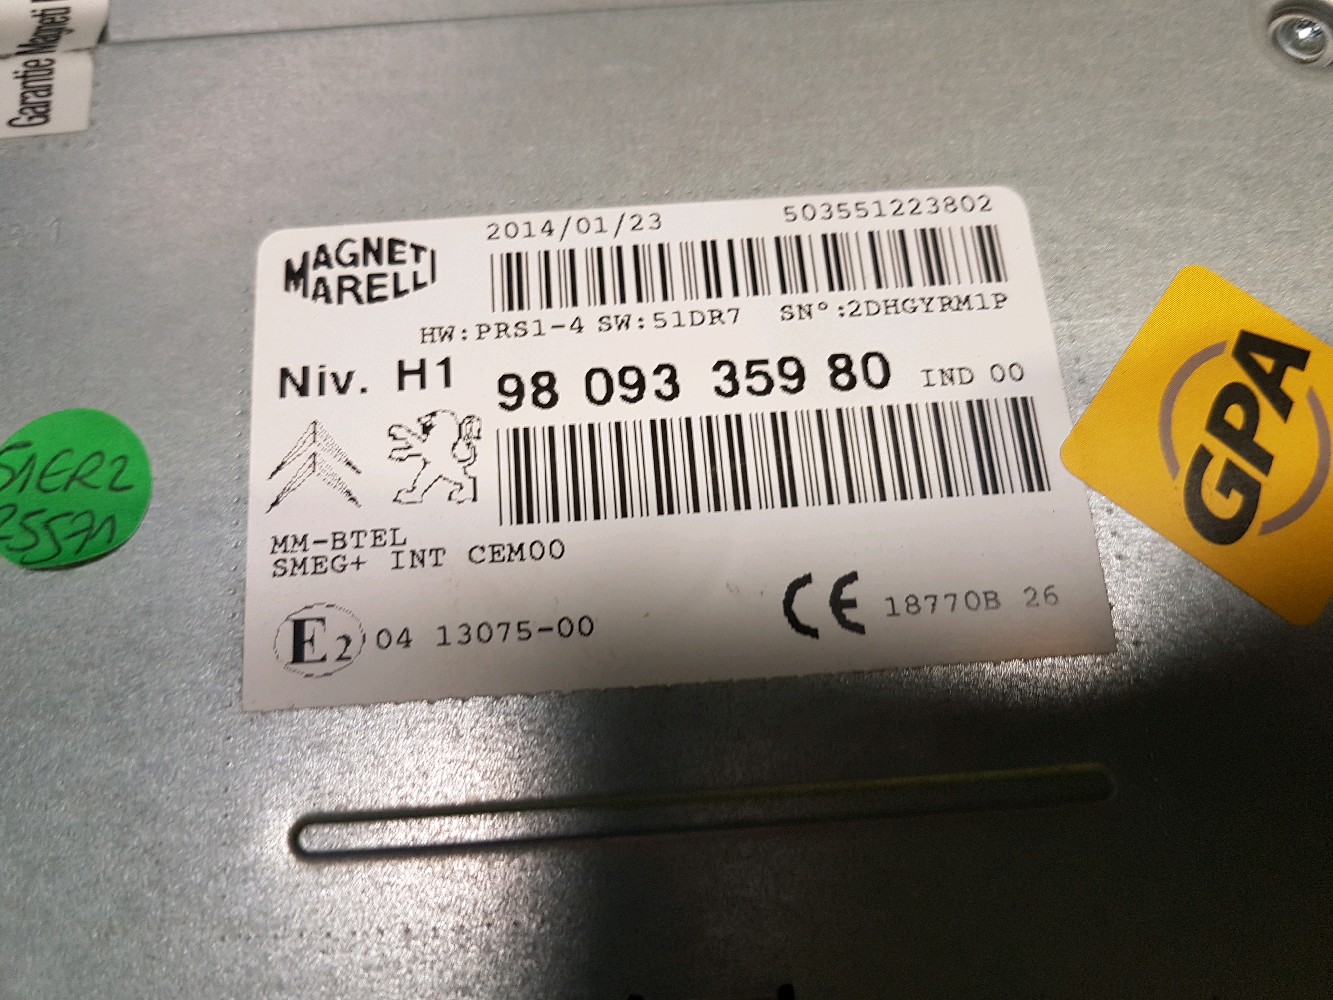 Garantie Magneti
2014/01/23 503551223802
MAGNETI
MARELLI
HW:PRS1-4 SW:51DR7 SN°:2DHGYRM1P
Niv. H1 98 093 359 80 IND 00
MM-BTEL
SMEG+ INT CEM00
E2 04 13075-00 CE 18770B 26
GPA
51ER2